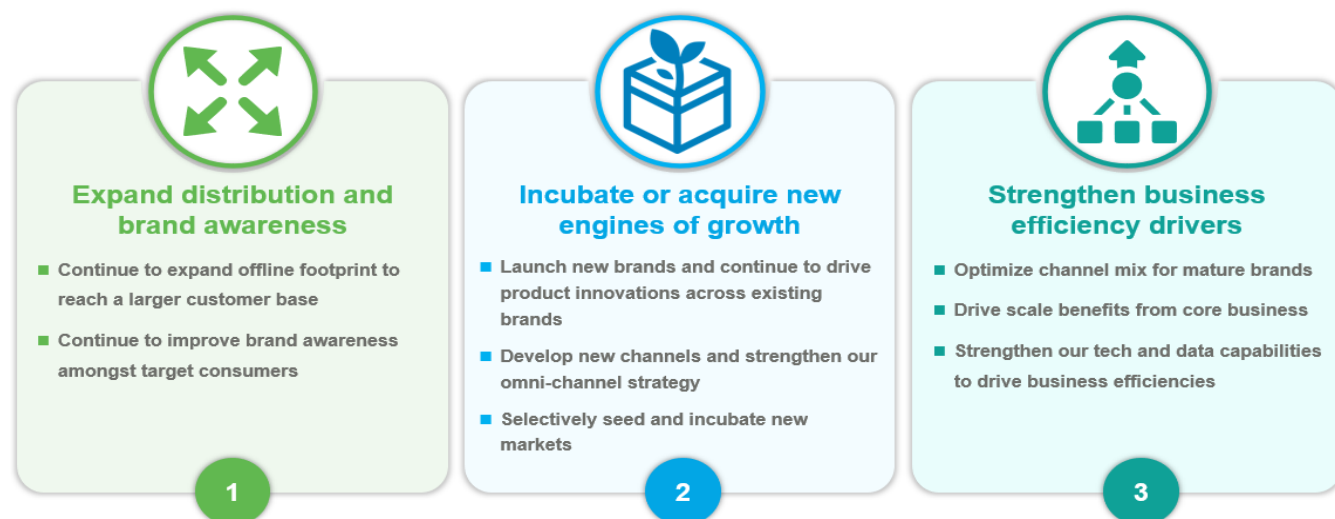 Expand distribution and
brand awareness
Continue to expand offline footprint to
reach a larger customer base
Continue to improve brand awareness
amongst target consumers
1
Incubate or acquire new
engines of growth
Launch new brands and continue to drive
product innovations across existing
brands
Develop new channels and strengthen our
omni-channel strategy
Selectively seed and incubate new
markets
2
Strengthen business
efficiency drivers
Optimize channel mix for mature brands
Drive scale benefits from core business
Strengthen our tech and data capabilities
to drive business efficiencies
3